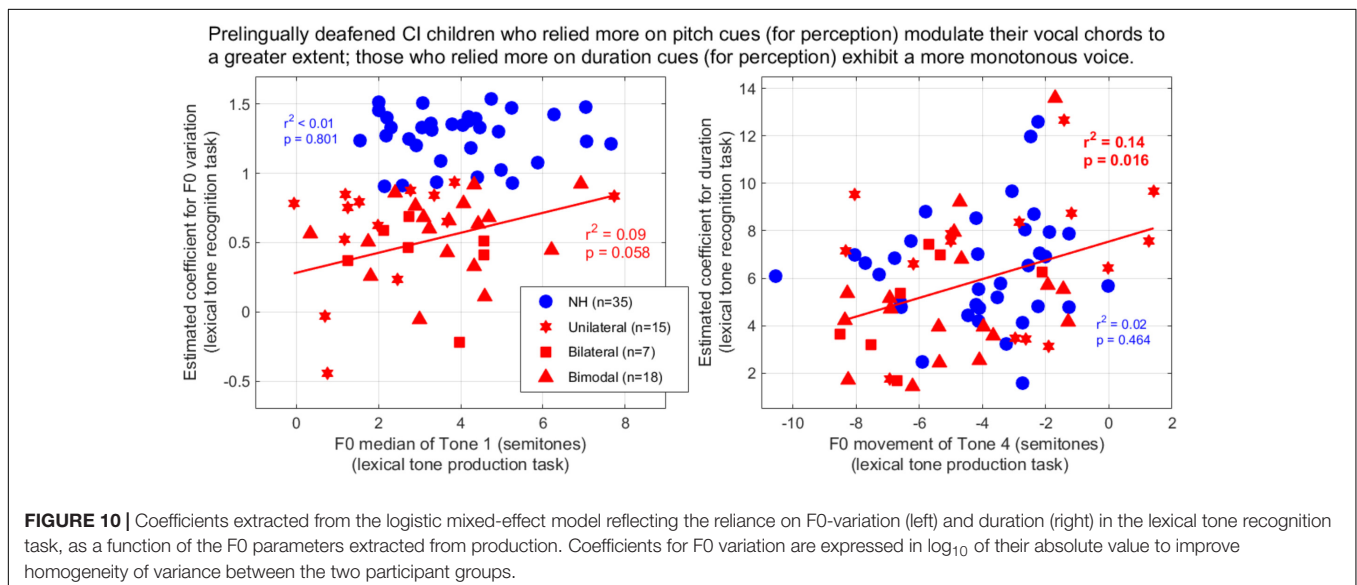 Prelingually deafened CI children who relied more on pitch cues (for perception) modulate their vocal chords to
a greater extent; those who relied more on duration cues (for perception) exhibit a more monotonous voice.
Estimated coefficient for F0 variation
(lexical tone recognition task)
1.5
1
0.5
0
-0.5
r² < 0.01
p = 0.801
r² = 0.09
p = 0.058
NH (n=35)
Unilateral (n=15)
Bilateral (n=7)
Bimodal (n=18)
0 2 4 6 8
F0 median of Tone 1 (semitones)
(lexical tone production task)
Estimated coefficient for duration
(lexical tone recognition task)
14
12
10
8
6
4
2
r² = 0.14
p = 0.016
r² = 0.02
p = 0.464
-10 -8 -6 -4 -2 0 2
F0 movement of Tone 4 (semitones)
(lexical tone production task)
FIGURE 10 | Coefficients extracted from the logistic mixed-effect model reflecting the reliance on F0-variation (left) and duration (right) in the lexical tone recognition
task, as a function of the F0 parameters extracted from production. Coefficients for F0 variation are expressed in log₁₀ of their absolute value to improve
homogeneity of variance between the two participant groups.